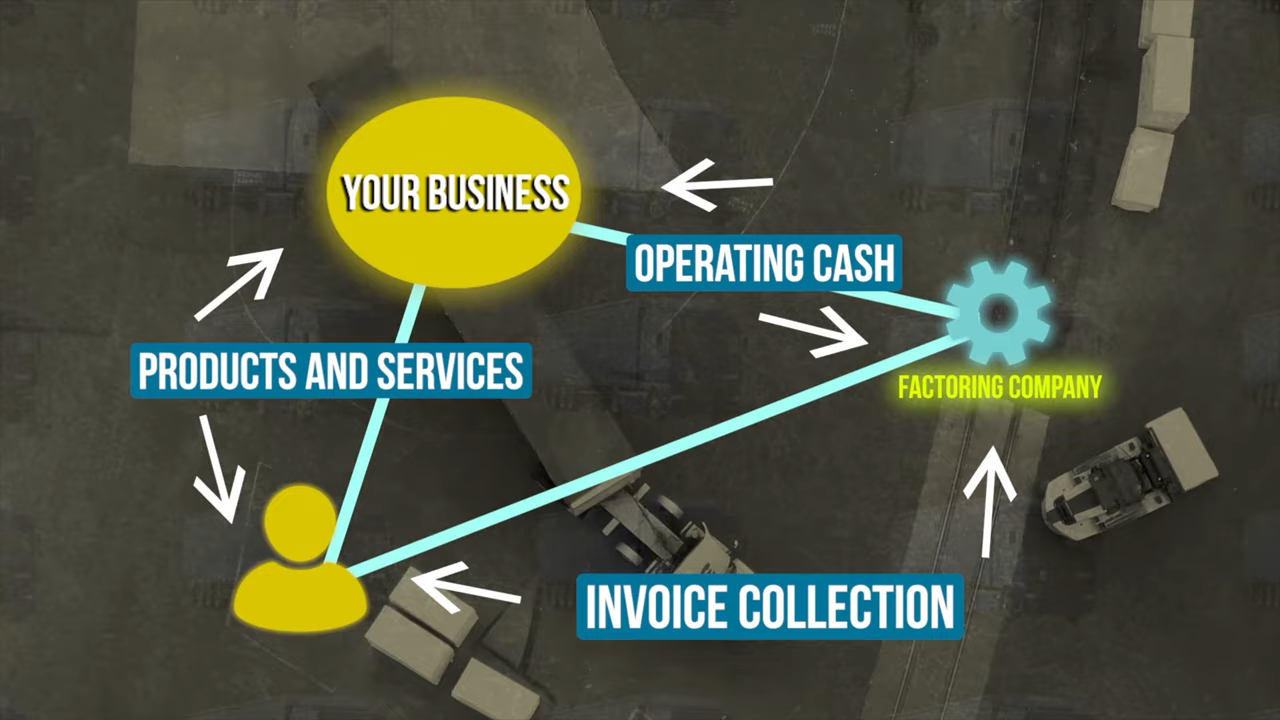 YOUR BUSINESS
OPERATING CASH
PRODUCTS AND SERVICES
FACTORING COMPANY
INVOICE COLLECTION